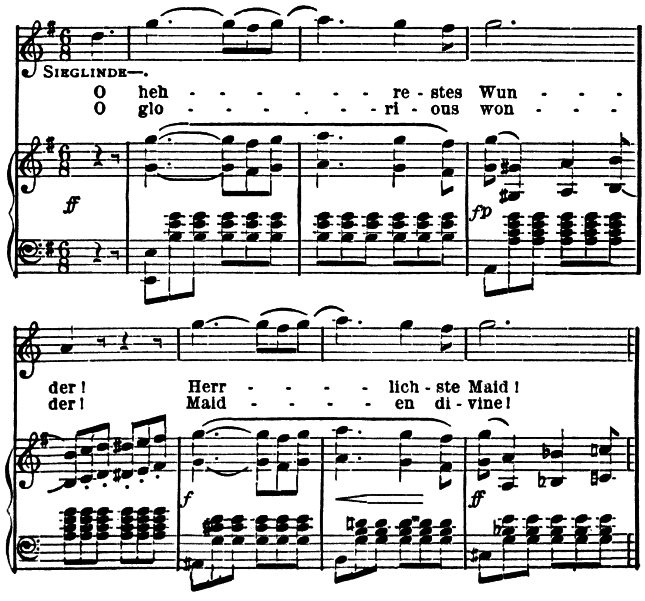 SIEGLINDE—.
O heh - - - - - - re - stes Wun - - -
O glo - - - - - - ri - ous won - - -
ff
fp
der! Herr - - - - lich - ste Maid!
der! Maid - - - - en di - vine!
f
ff